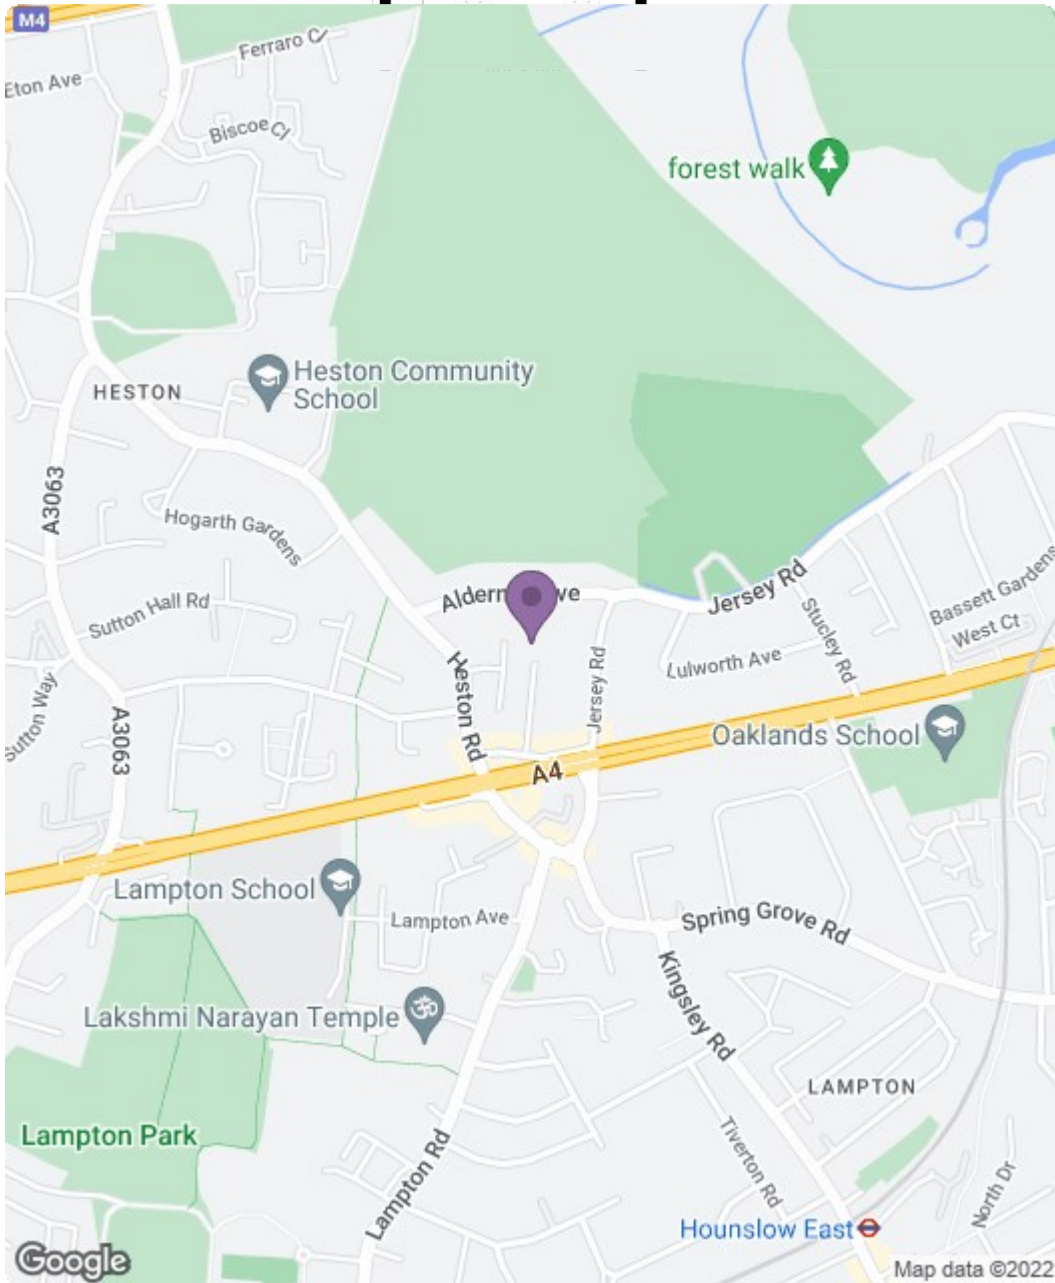 M4
Ferraro Cl
Eton Ave
Biscoe Cl
forest walk
Heston Community
School
HESTON
A3063
Hogarth Gardens
Jersey Rd
Sutton Hall Rd
Stucley Rd
Bassett Gardens
West Ct
Heston Rd
Lulworth Ave
Jersey Rd
Sutton Way
A3063
Oaklands School
A4
Lampton School
Lampton Ave
Spring Grove Rd
Kingsley Rd
Lakshmi Narayan Temple
LAMPTON
Lampton Park
Tiverton Rd
Lampton Rd
North Dr
Hounslow East
Google
Map data ©2022